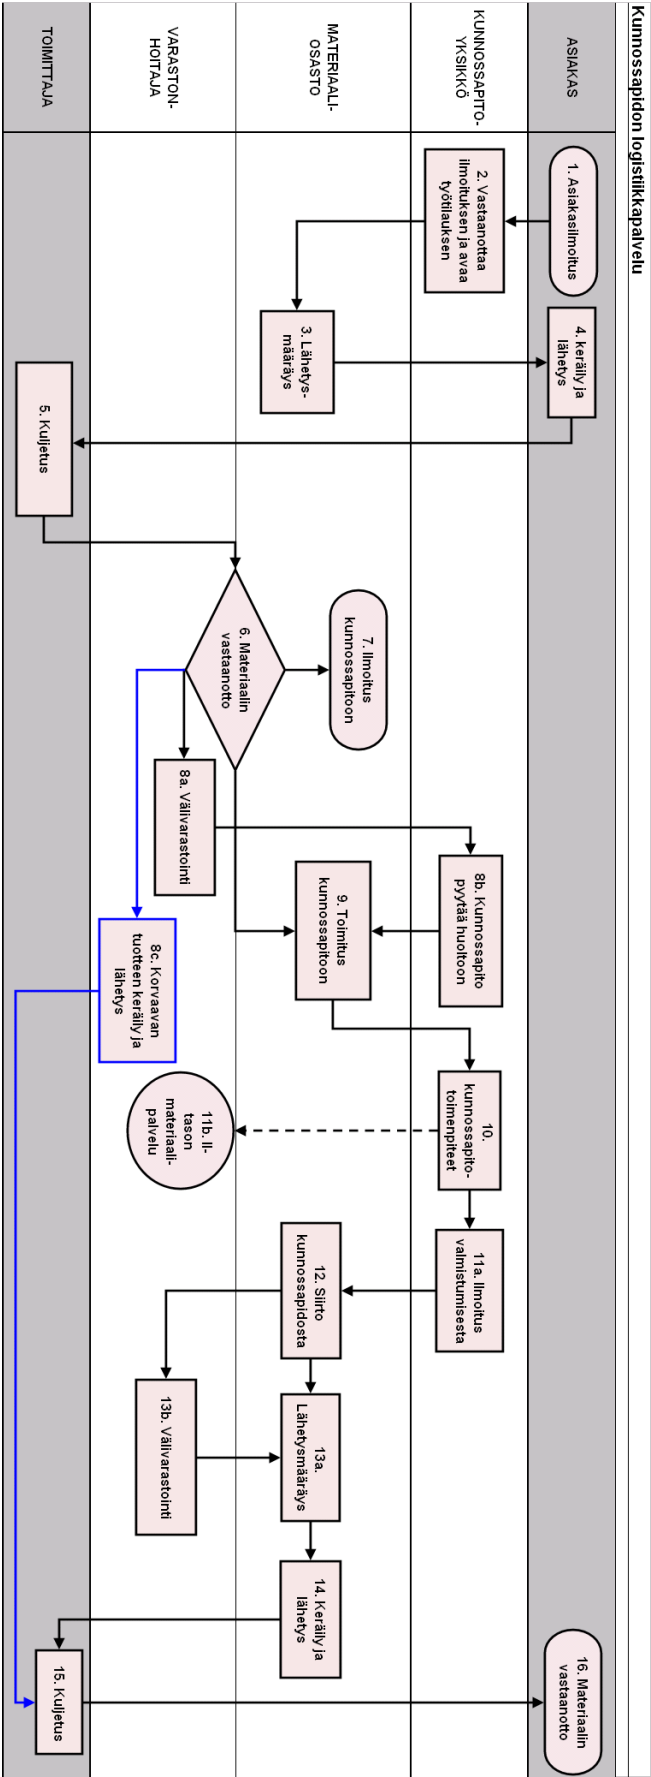 Kunnossapidon logistiikkapalvelu
ASIAKAS
KUNNOSSAPITO-
YKSIKKÖ
MATERIAALI-
OSASTO
VARASTON-
HOITAJA
TOIMITTAJA
1. Asiakasilmoitus
2. Vastaanottaa
ilmoituksen ja avaa
työtilauksen
3. Lähetys-
määräys
4. keräily ja
lähetys
5. Kuljetus
6. Materiaalin
vastaanotto
7. Ilmoitus
kunnossapitoon
8a. Välivarastointi
8b. Kunnossapito
pyytää huoltoon
8c. Korvaavan
tuotteen keräily ja
lähetys
9. Toimitus
kunnossapitoon
10.
kunnossapito-
toimenpiteet
11a. Ilmoitus
valmistumisesta
11b. II-
tason
materiaali-
palvelu
12. Siirto
kunnossapidosta
13a.
Lähetysmääräys
13b. Välivarastointi
14. Keräily ja
lähetys
15. Kuljetus
16. Materiaalin
vastaanotto